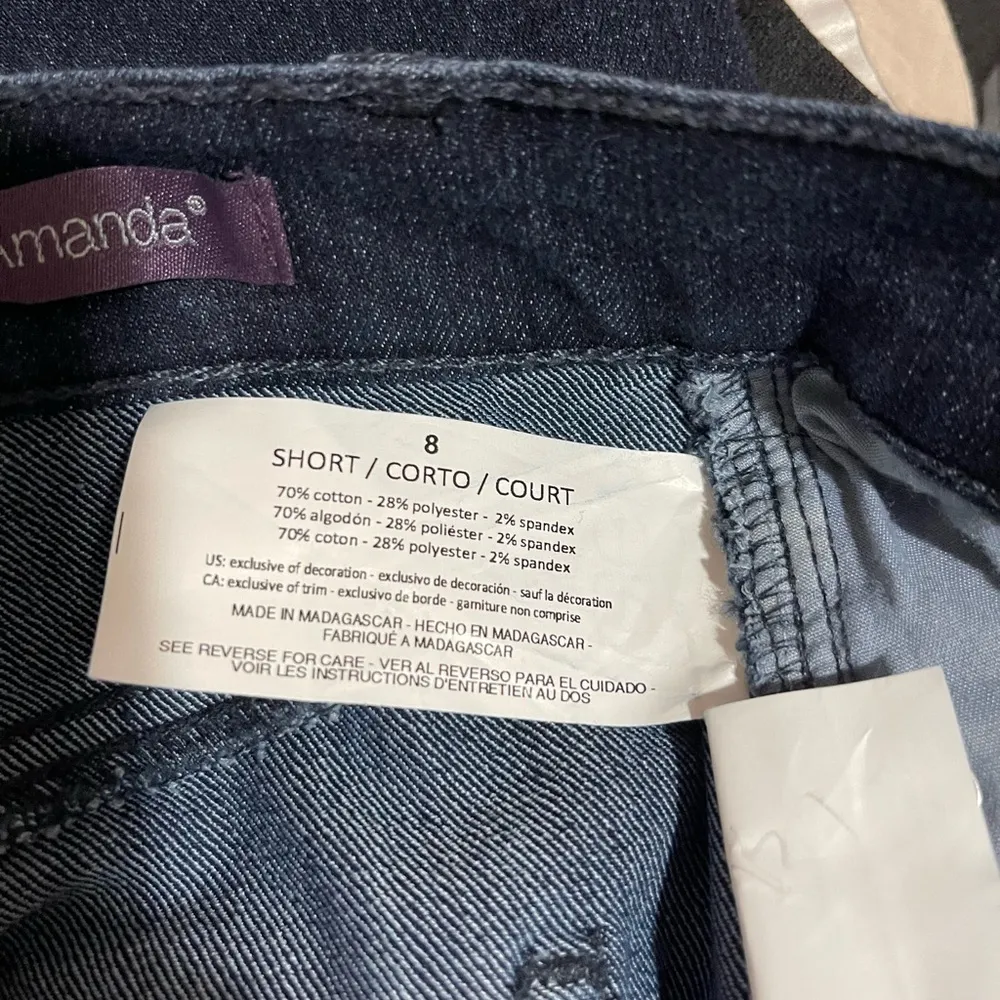 Amanda®
8
SHORT / CORTO / COURT
70% cotton - 28% polyester - 2% spandex
70% algodón - 28% poliéster - 2% spandex
70% coton - 28% polyester - 2% spandex
US: exclusive of decoration - exclusivo de decoración - sauf la décoration
CA: exclusive of trim - exclusivo de borde - garniture non comprise
MADE IN MADAGASCAR - HECHO EN MADAGASCAR -
FABRIQUÉ A MADAGASCAR
SEE REVERSE FOR CARE - VER AL REVERSO PARA EL CUIDADO -
VOIR LES INSTRUCTIONS D'ENTRETIEN AU DOS